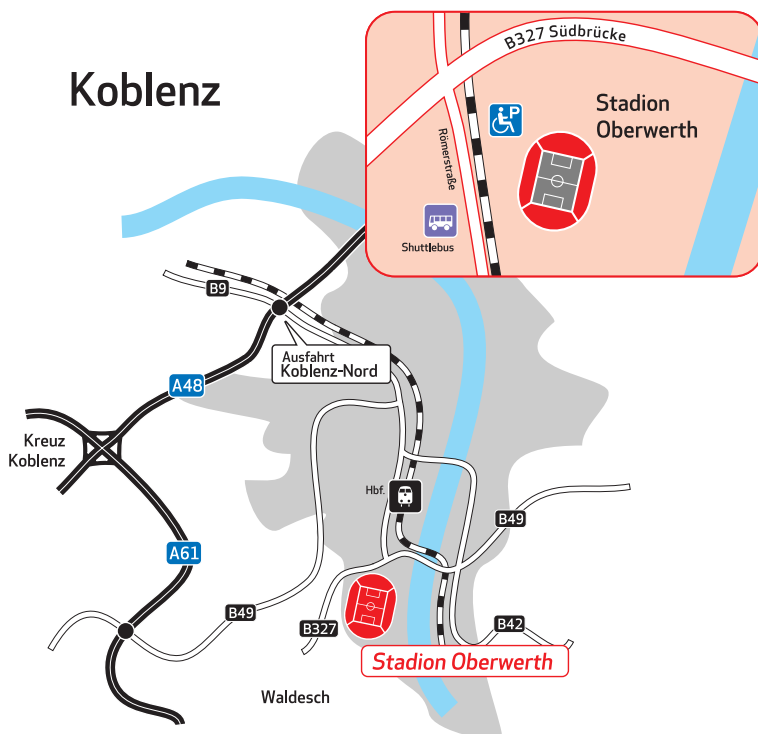 Koblenz
B327 Südbrücke
Stadion
Oberwerth
P
Römerstraße
Shuttlebus
B9
Ausfahrt
Koblenz-Nord
A48
Kreuz
Koblenz
Hbf.
B49
A61
B49
B327
B42
Stadion Oberwerth
Waldesch